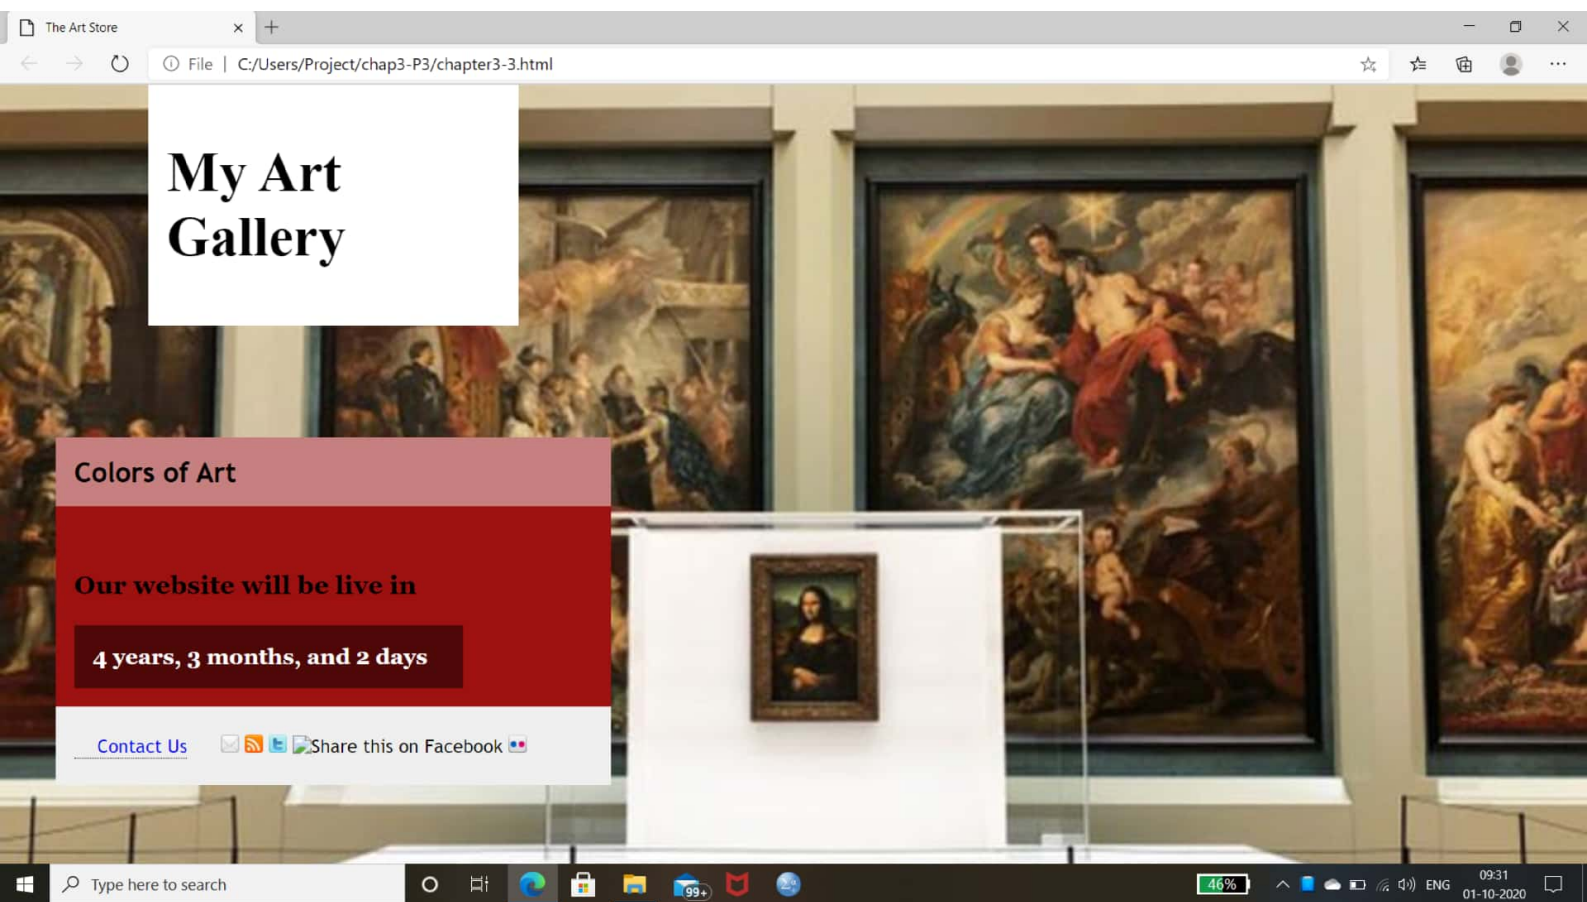 The Art Store
File | C:/Users/Project/chap3-P3/chapter3-3.html
My Art
Gallery
Colors of Art
Our website will be live in
4 years, 3 months, and 2 days
Contact Us Share this on Facebook
Type here to search
99+
46%
ENG
09:31
01-10-2020